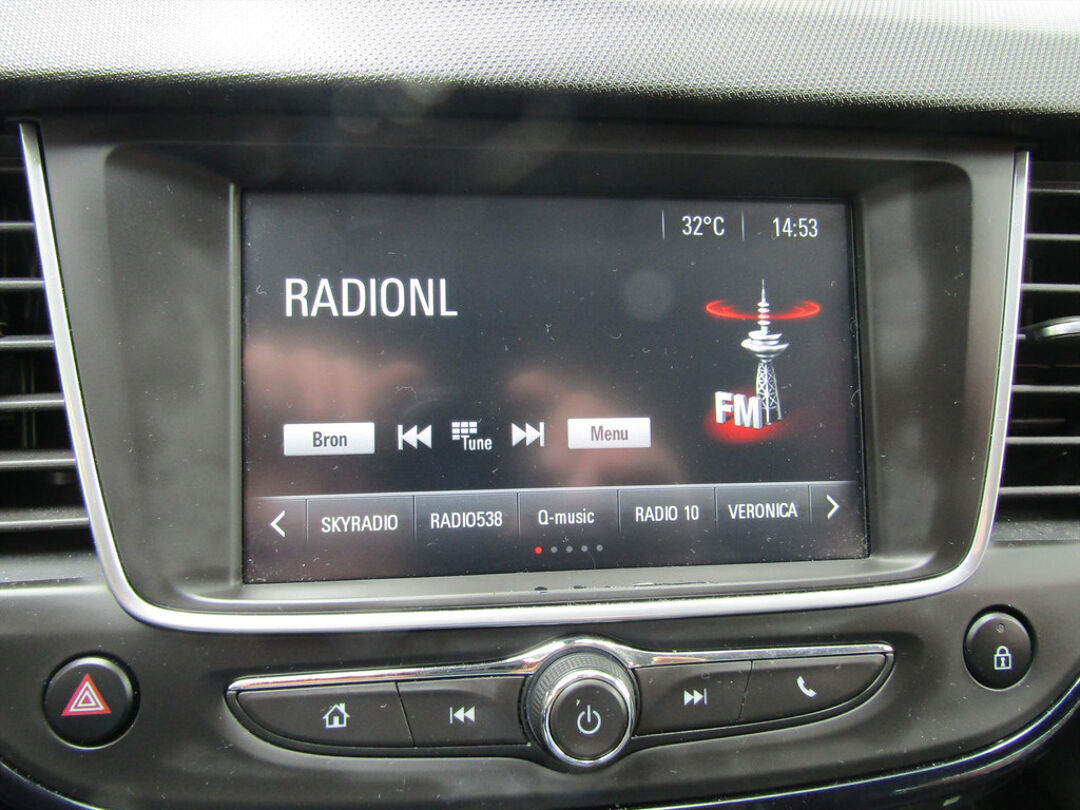 32°C 14:53
RADIONL
FM
Bron Tune Menu
SKYRADIO RADIO538 Q-music RADIO 10 VERONICA